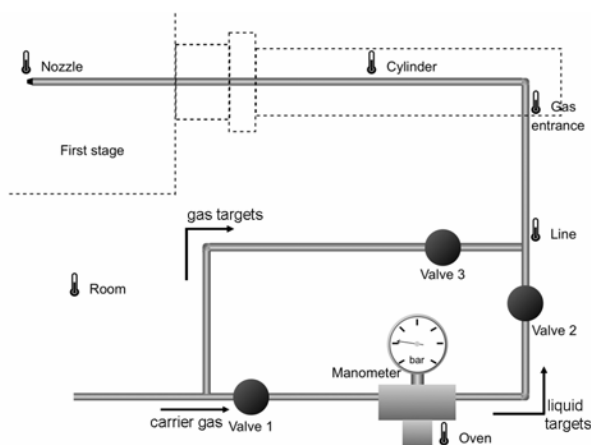 Nozzle
Cylinder
Gas
entrance
First stage
gas targets
Line
Valve 3
Room
Valve 2
bar
Manometer
carrier gas
Valve 1
liquid
targets
Oven